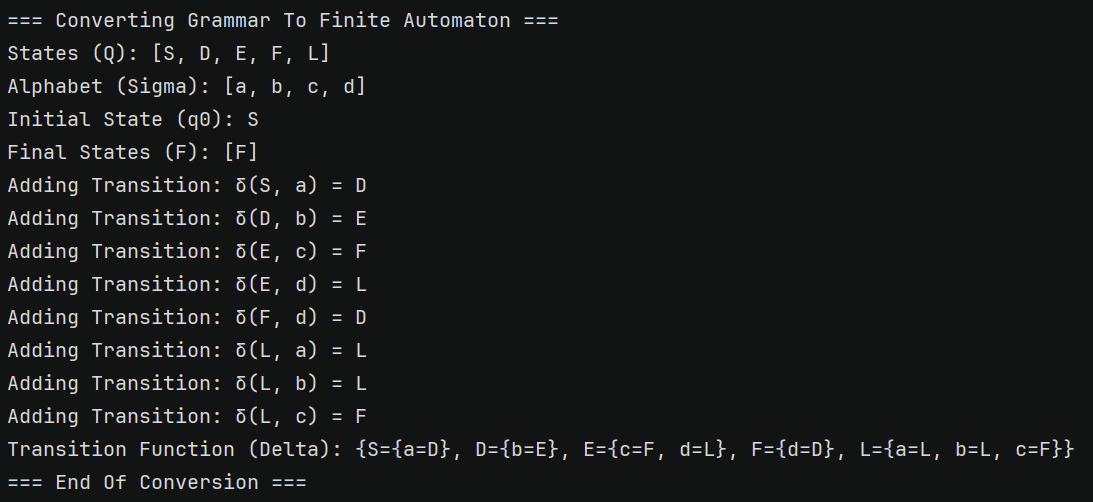 === Converting Grammar To Finite Automaton ===
States (Q): [S, D, E, F, L]
Alphabet (Sigma): [a, b, c, d]
Initial State (q0): S
Final States (F): [F]
Adding Transition: δ(S, a) = D
Adding Transition: δ(D, b) = E
Adding Transition: δ(E, c) = F
Adding Transition: δ(E, d) = L
Adding Transition: δ(F, d) = D
Adding Transition: δ(L, a) = L
Adding Transition: δ(L, b) = L
Adding Transition: δ(L, c) = F
Transition Function (Delta): {S={a=D}, D={b=E}, E={c=F, d=L}, F={d=D}, L={a=L, b=L, c=F}}
=== End Of Conversion ===